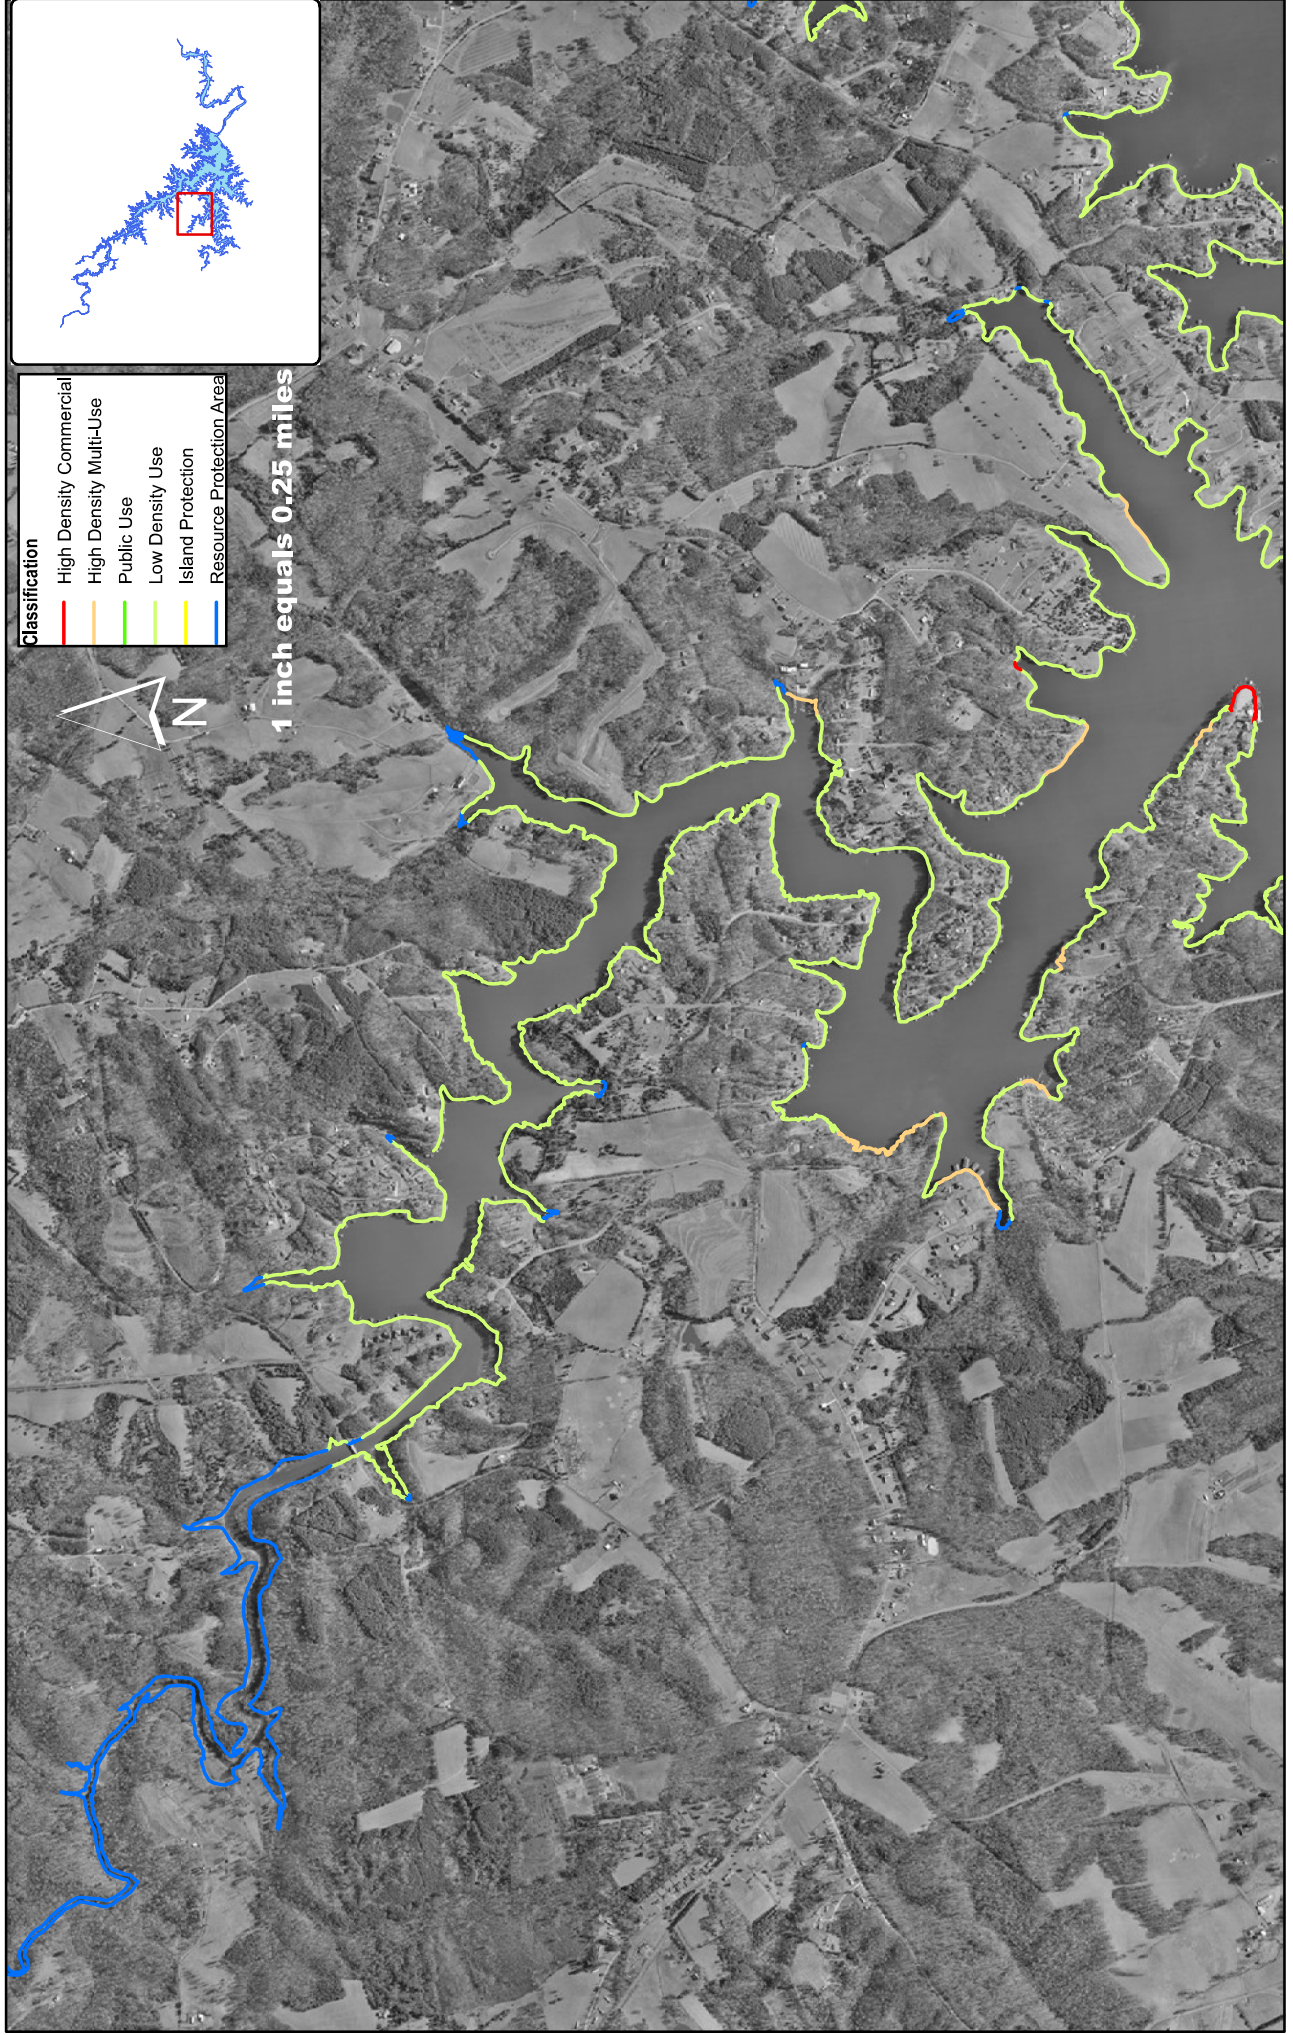 Classification
High Density Commercial
High Density Multi-Use
Public Use
Low Density Use
Island Protection
Resource Protection Area
1 inch equals 0.25 miles
N